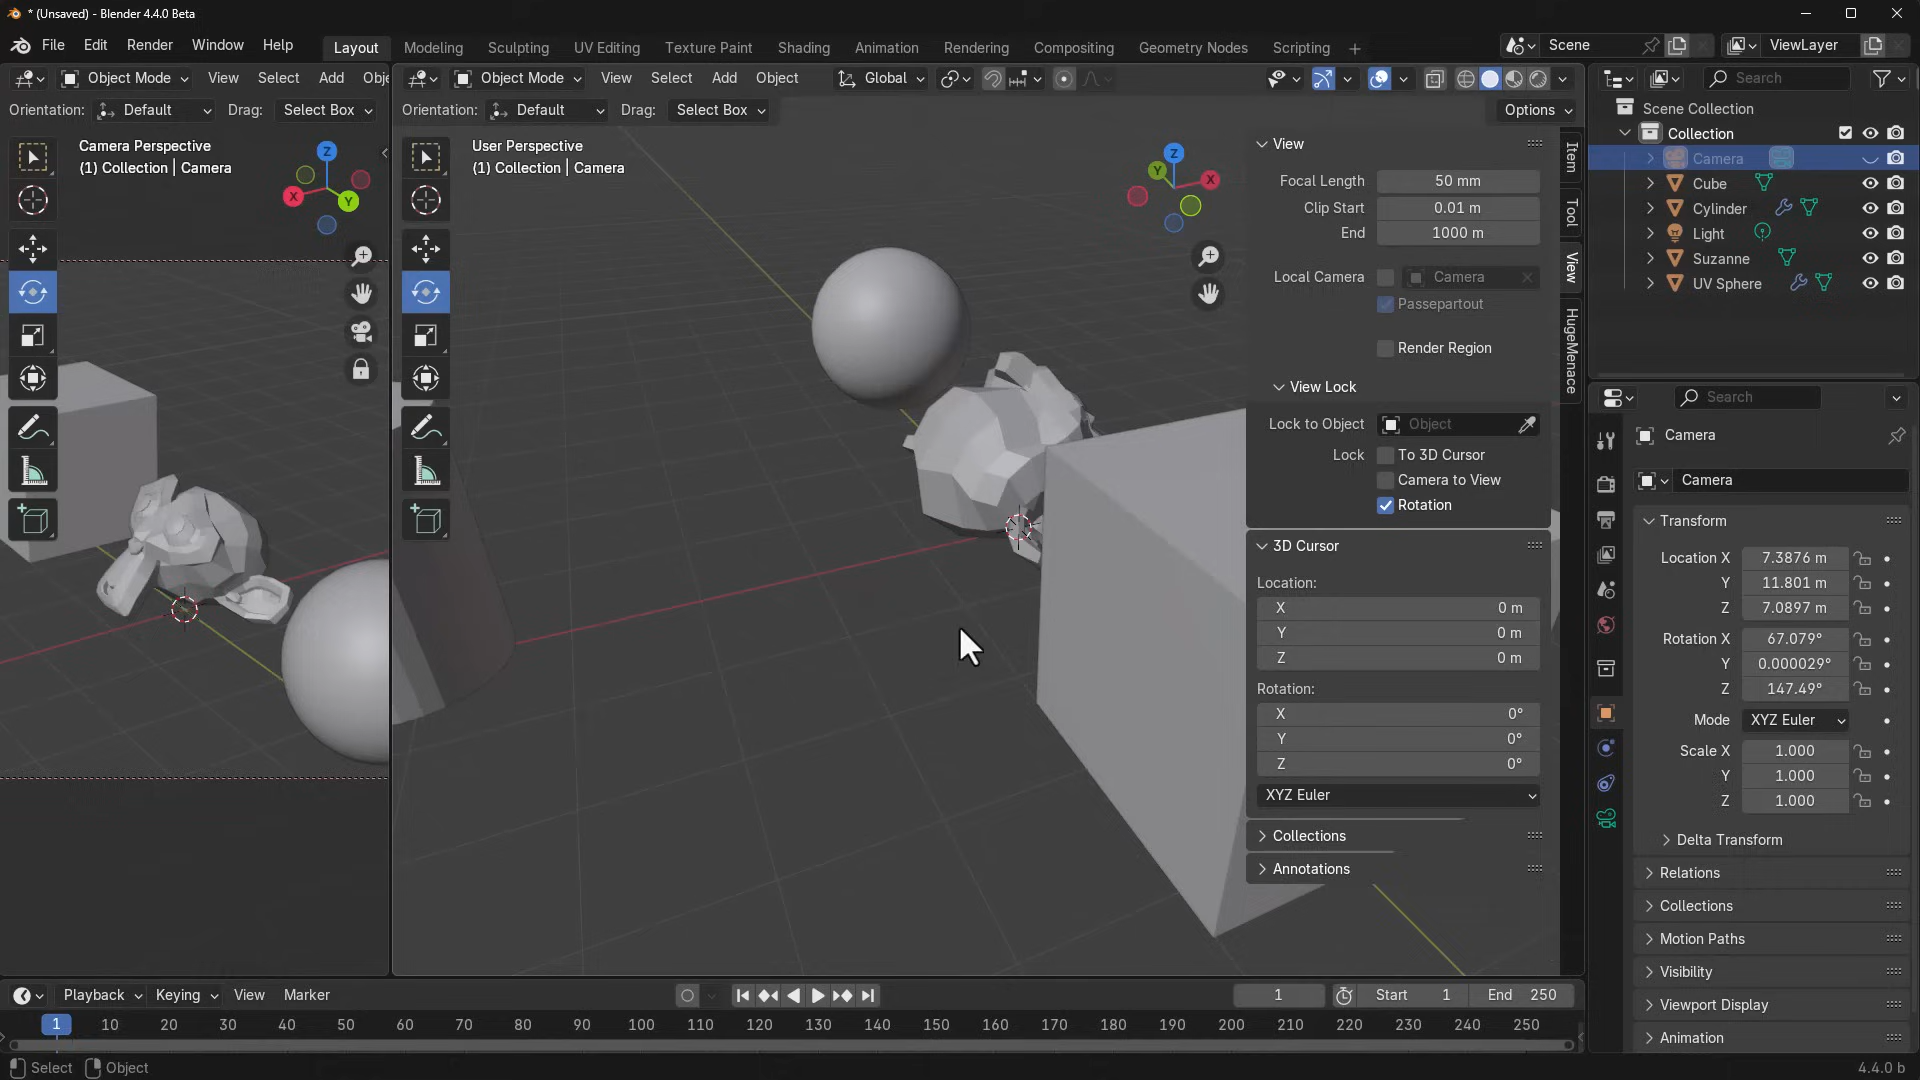 * (Unsaved) - Blender 4.4.0 Beta
File Edit Render Window Help
Layout Modeling Sculpting UV Editing Texture Paint Shading Animation Rendering Compositing Geometry Nodes Scripting +
Scene
ViewLayer
Object Mode View Select Add Obje
Orientation: Default Drag: Select Box
Camera Perspective
(1) Collection | Camera
Z
X
Y
Object Mode View Select Add Object Global
Orientation: Default Drag: Select Box Options
User Perspective
(1) Collection | Camera
Z
Y
X
View
Focal Length 50 mm
Clip Start 0.01 m
End 1000 m
Local Camera Camera
Passepartout
Render Region
View Lock
Lock to Object Object
Lock To 3D Cursor
Camera to View
Rotation
3D Cursor
Location:
X 0 m
Y 0 m
Z 0 m
Rotation:
X 0°
Y 0°
Z 0°
XYZ Euler
Collections
Annotations
Item
Tool
View
HugeMenace
Search
Scene Collection
Collection
Camera
Cube
Cylinder
Light
Suzanne
UV Sphere
Search
Camera
Camera
Transform
Location X 7.3876 m
Y 11.801 m
Z 7.0897 m
Rotation X 67.079°
Y 0.000029°
Z 147.49°
Mode XYZ Euler
Scale X 1.000
Y 1.000
Z 1.000
Delta Transform
Relations
Collections
Motion Paths
Visibility
Viewport Display
Animation
Playback Keying View Marker
1 Start 1 End 250
1 10 20 30 40 50 60 70 80 90 100 110 120 130 140 150 160 170 180 190 200 210 220 230 240 250
Select Object
4.4.0 b